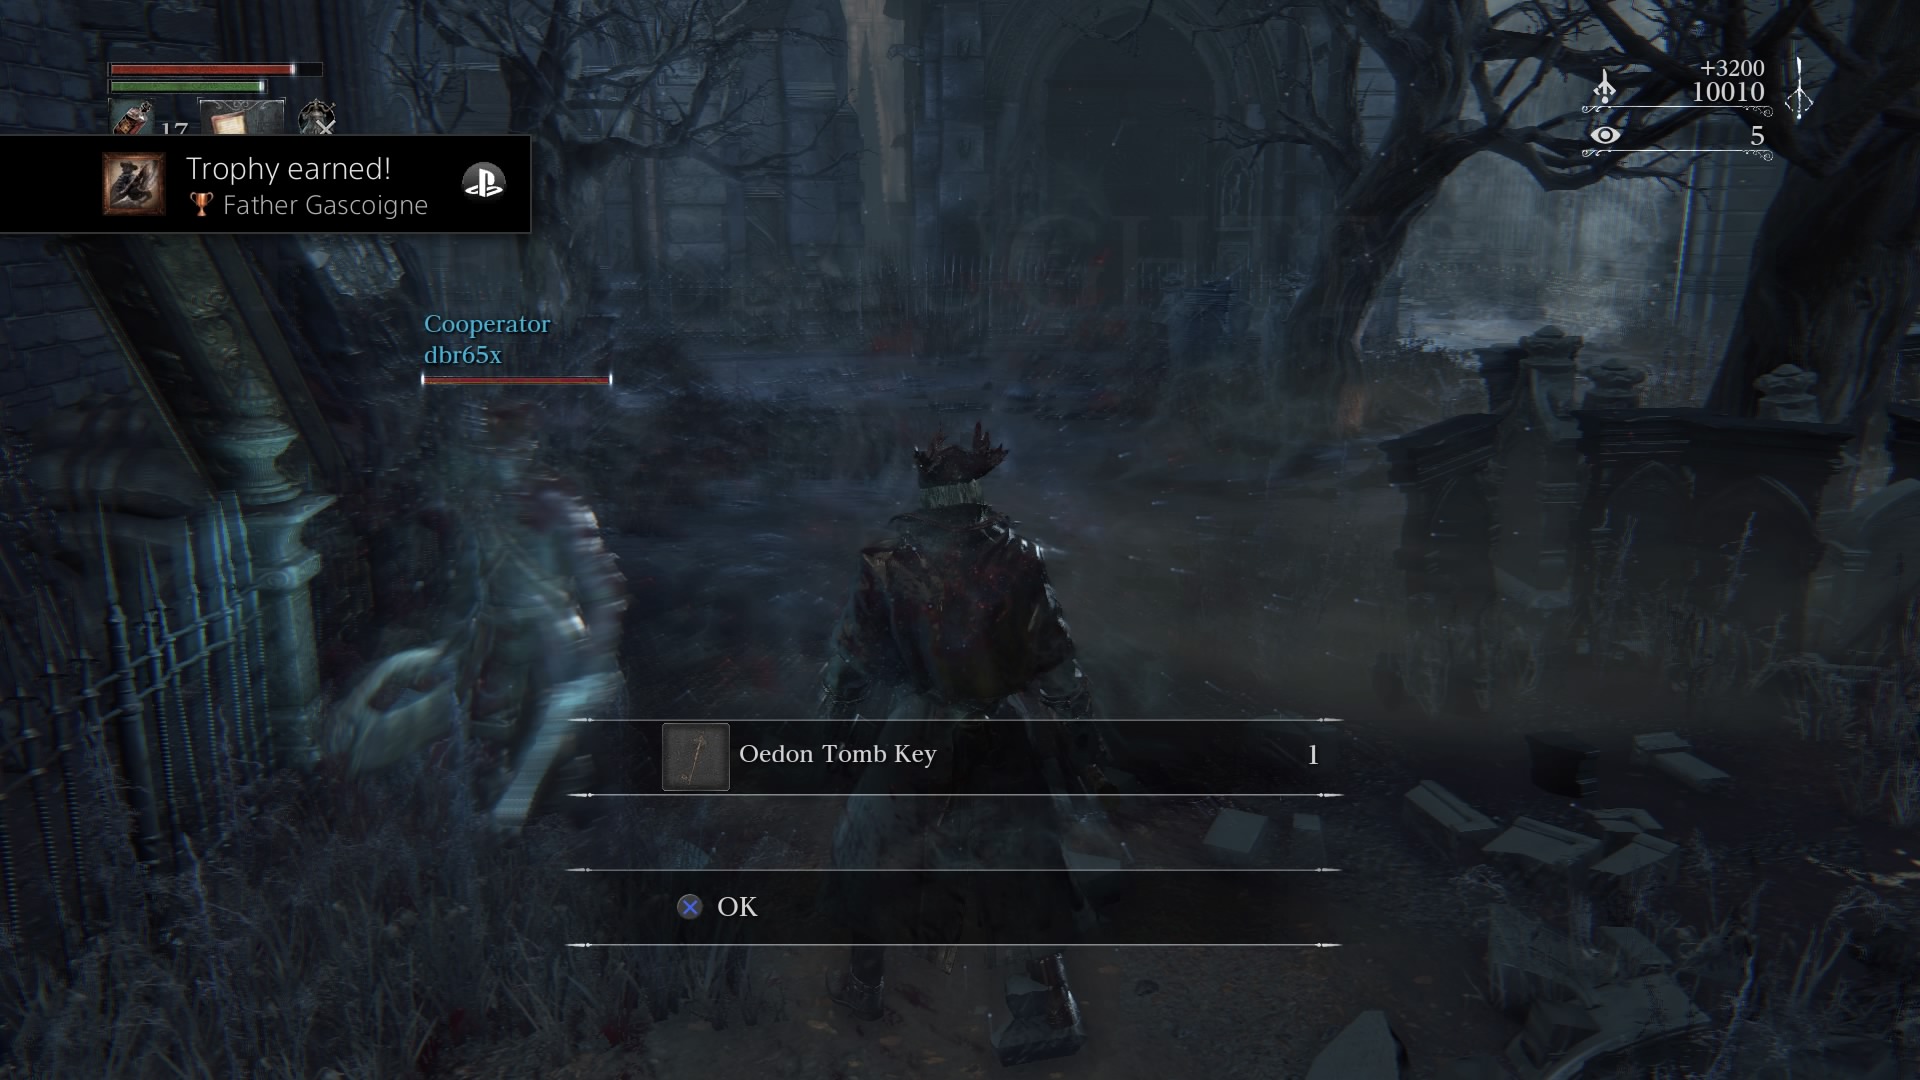 +3200
10010
5
17
Trophy earned!
Father Gascoigne
Cooperator
dbr65x
Oedon Tomb Key 1
OK